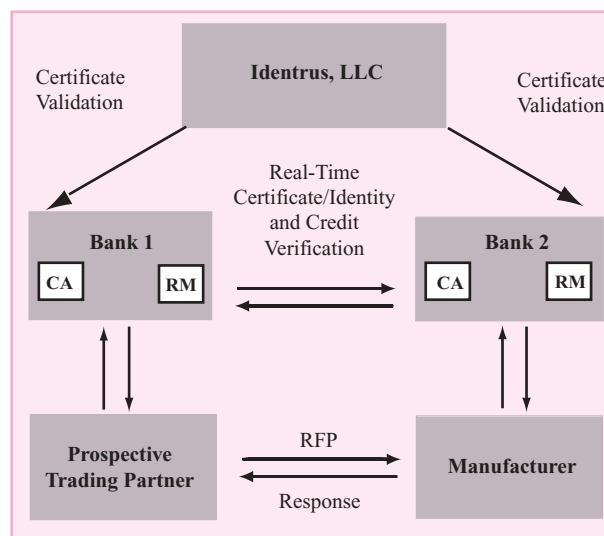 Identrus, LLC
Certificate
Validation
Certificate
Validation
Real-Time
Certificate/Identity
and Credit
Verification
Bank 1
CA
RM
Bank 2
CA
RM
Prospective
Trading Partner
RFP
Response
Manufacturer